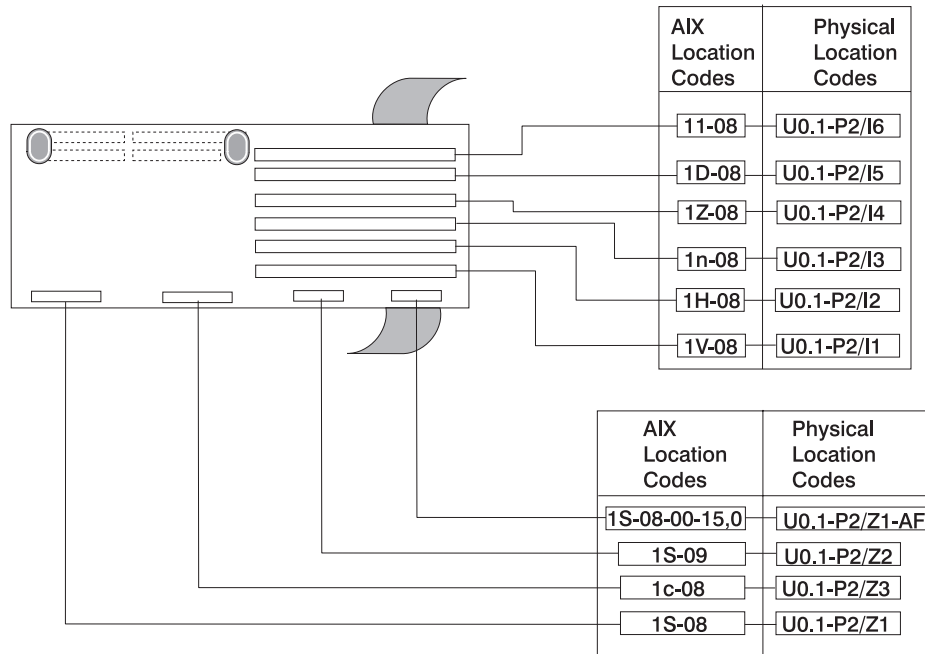 AIX Location Codes Physical Location Codes
11-08 U0.1-P2/I6
1D-08 U0.1-P2/I5
1Z-08 U0.1-P2/I4
1n-08 U0.1-P2/I3
1H-08 U0.1-P2/I2
1V-08 U0.1-P2/I1
AIX Location Codes Physical Location Codes
1S-08-00-15,0 U0.1-P2/Z1-AF
1S-09 U0.1-P2/Z2
1c-08 U0.1-P2/Z3
1S-08 U0.1-P2/Z1